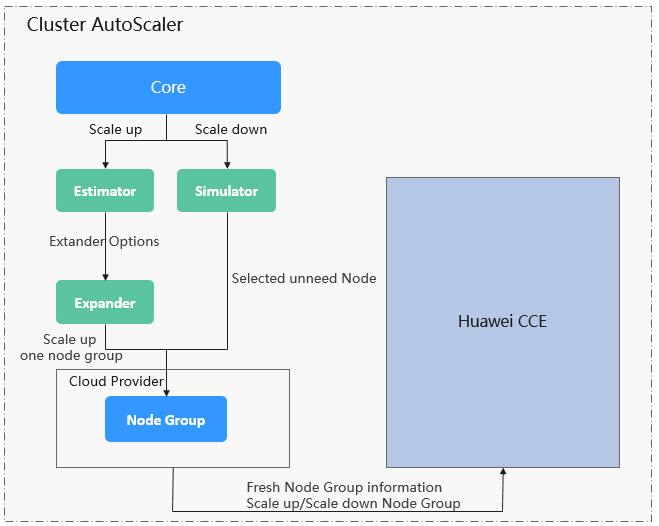 Cluster AutoScaler
Core
Scale up
Scale down
Estimator
Simulator
Extander Options
Selected unneed Node
Expander
Huawei CCE
Scale up
one node group
Cloud Provider
Node Group
Fresh Node Group information
Scale up/Scale down Node Group